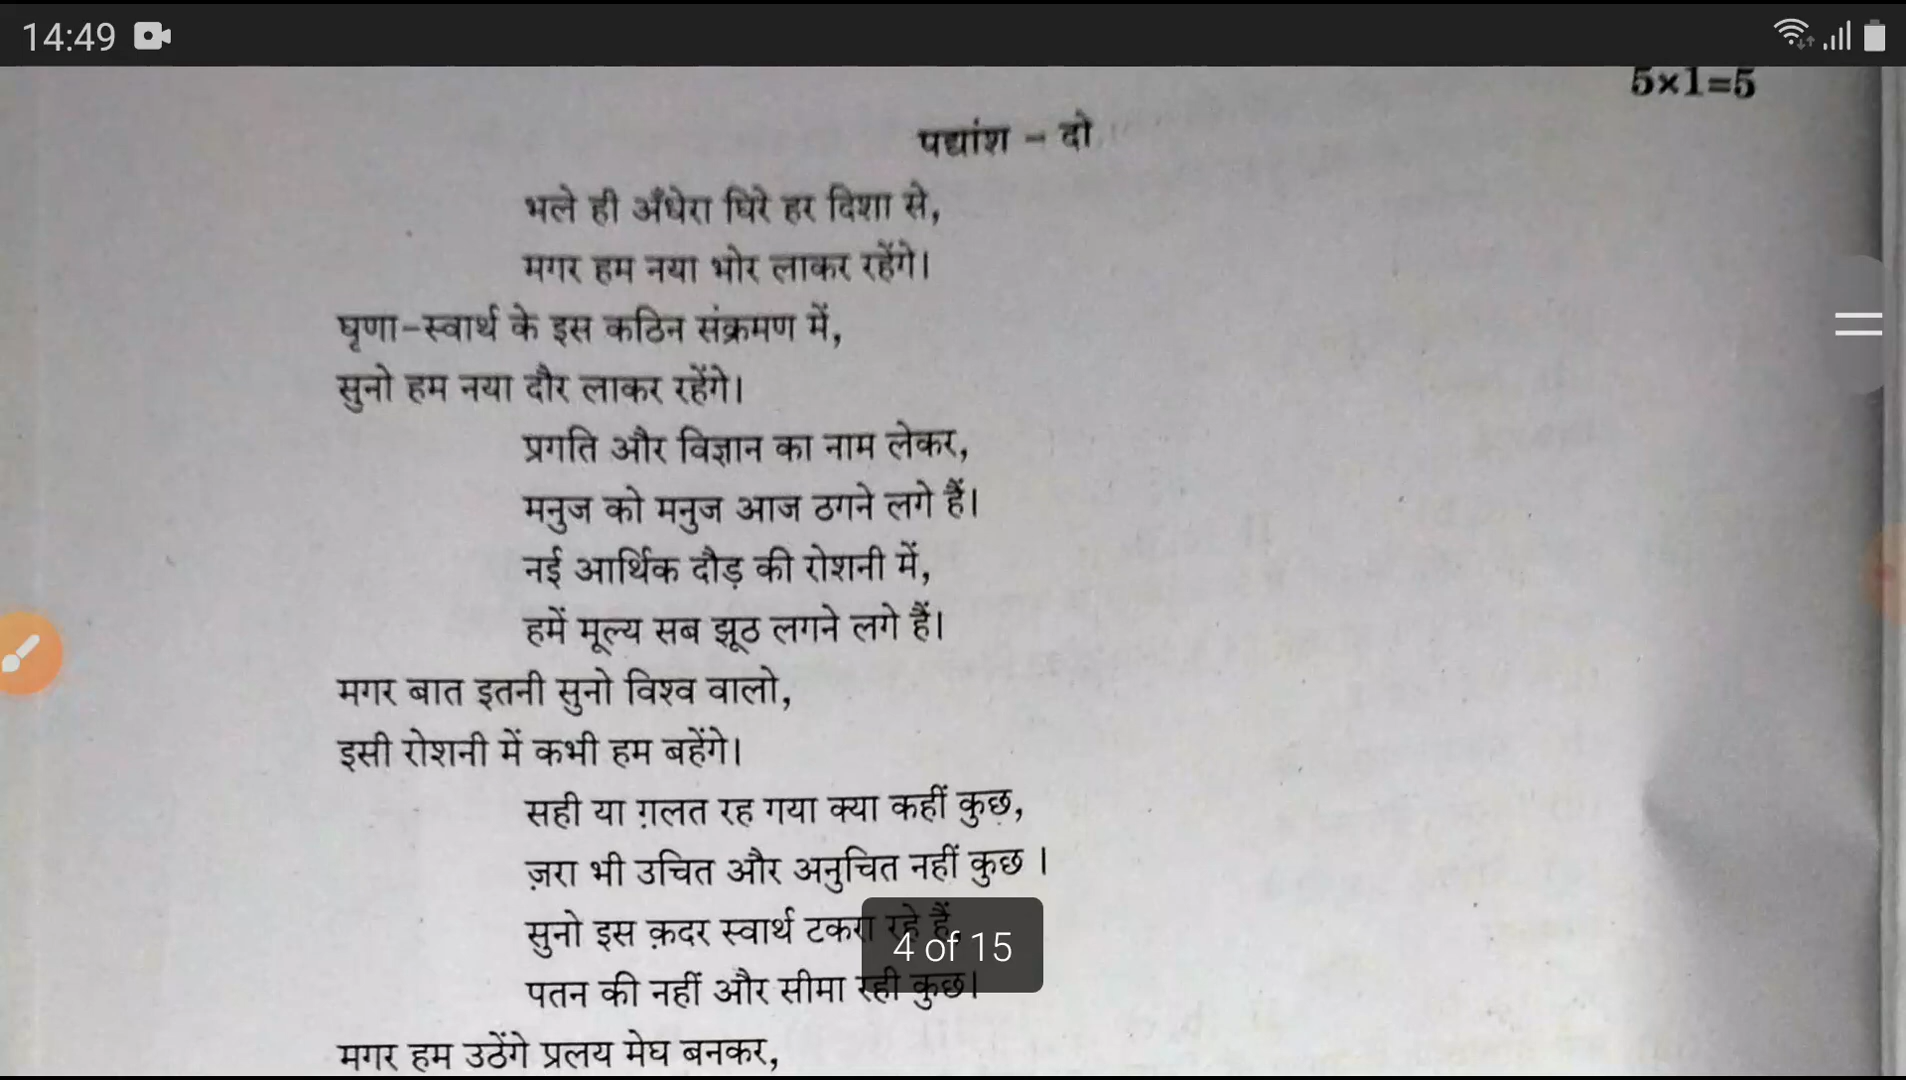 14:49
5×1=5
पद्यांश - दो
भले ही अँधेरा घिरे हर दिशा से,
मगर हम नया भोर लाकर रहेंगे।
घृणा-स्वार्थ के इस कठिन संक्रमण में,
सुनो हम नया दौर लाकर रहेंगे।
प्रगति और विज्ञान का नाम लेकर,
मनुज को मनुज आज ठगने लगे हैं।
नई आर्थिक दौड़ की रोशनी में,
हमें मूल्य सब झूठ लगने लगे हैं।
मगर बात इतनी सुनो विश्व वालो,
इसी रोशनी में कभी हम बहेंगे।
सही या ग़लत रह गया क्या कहीं कुछ,
ज़रा भी उचित और अनुचित नहीं कुछ ।
सुनो इस क़दर स्वार्थ टकरा रहे हैं,
4 of 15
पतन की नहीं और सीमा रही कुछ।
मगर हम उठेंगे प्रलय मेघ बनकर,